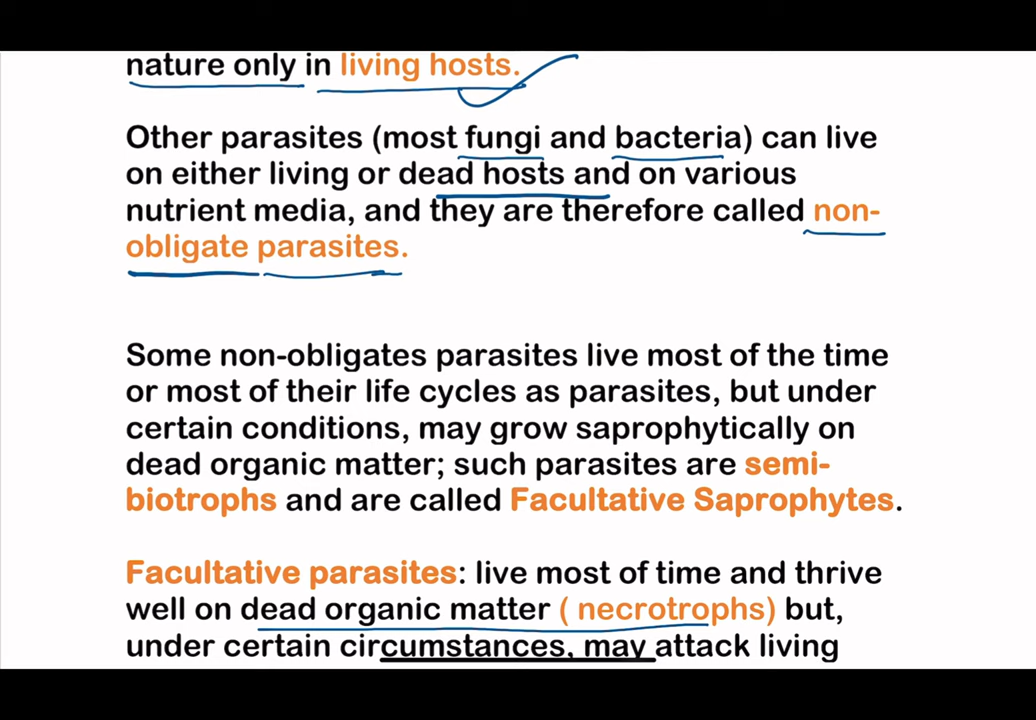 nature only in living hosts.
Other parasites (most fungi and bacteria) can live
on either living or dead hosts and on various
nutrient media, and they are therefore called non-
obligate parasites.
Some non-obligates parasites live most of the time
or most of their life cycles as parasites, but under
certain conditions, may grow saprophytically on
dead organic matter; such parasites are semi-
biotrophs and are called Facultative Saprophytes.
Facultative parasites: live most of time and thrive
well on dead organic matter ( necrotrophs) but,
under certain circumstances, may attack living